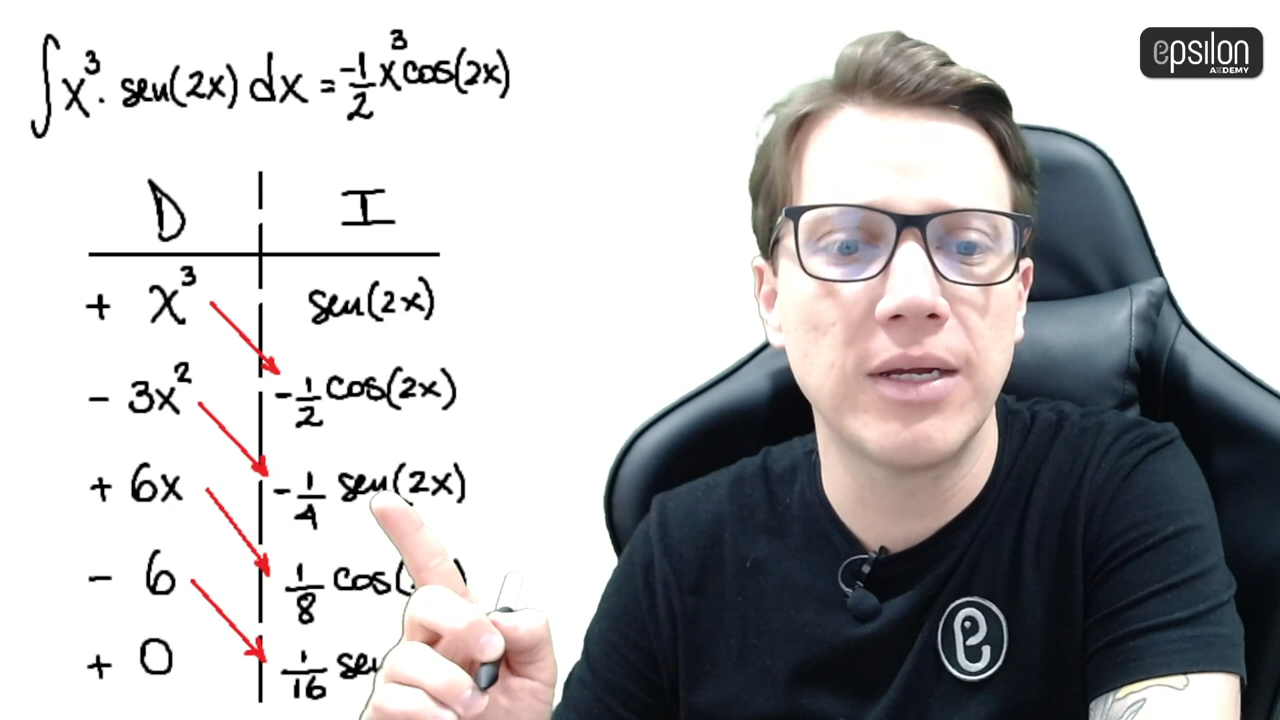 ∫x³·sen(2x) dx = -1/2 x³cos(2x)
epsilon
AXDEMY
D I
+ x³ sen(2x)
- 3x² -1/2 cos(2x)
+ 6x -1/4 sen(2x)
- 6 1/8 cos(
+ 0 1/16